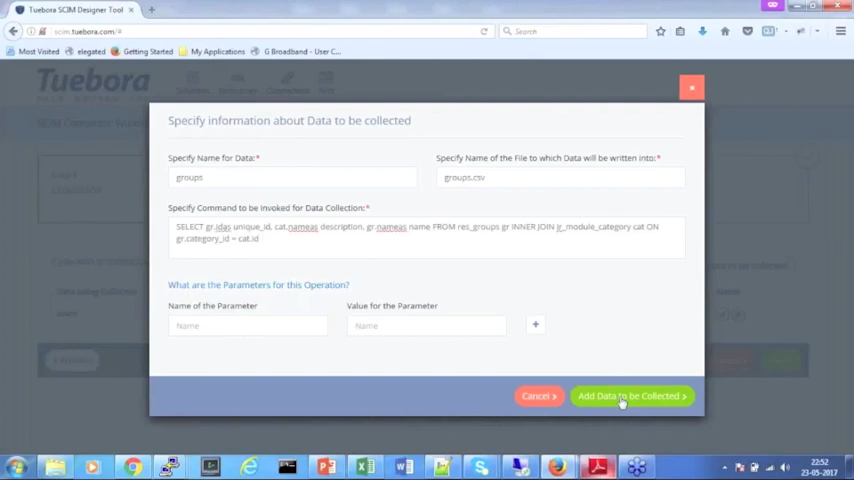 Tuebora SCIM Designer Tool
scim.tuebora.com/#
Search
Most Visited
elegated
Getting Started
My Applications
G Broadband - User C...
Tuebora
Specify information about Data to be collected
Specify Name for Data:*
Specify Name of the File to which Data will be written into:*
groups
groups.csv
Specify Command to be invoked for Data Collection:*
SELECT gr.idas unique_id, cat.nameas description, gr.nameas name FROM res_groups gr INNER JOIN ir_module_category cat ON
gr.category_id = cat.id
What are the Parameters for this Operation?
Name of the Parameter
Value for the Parameter
Name
Name
+
Cancel >
Add Data to be Collected >
22:52
23-05-2017